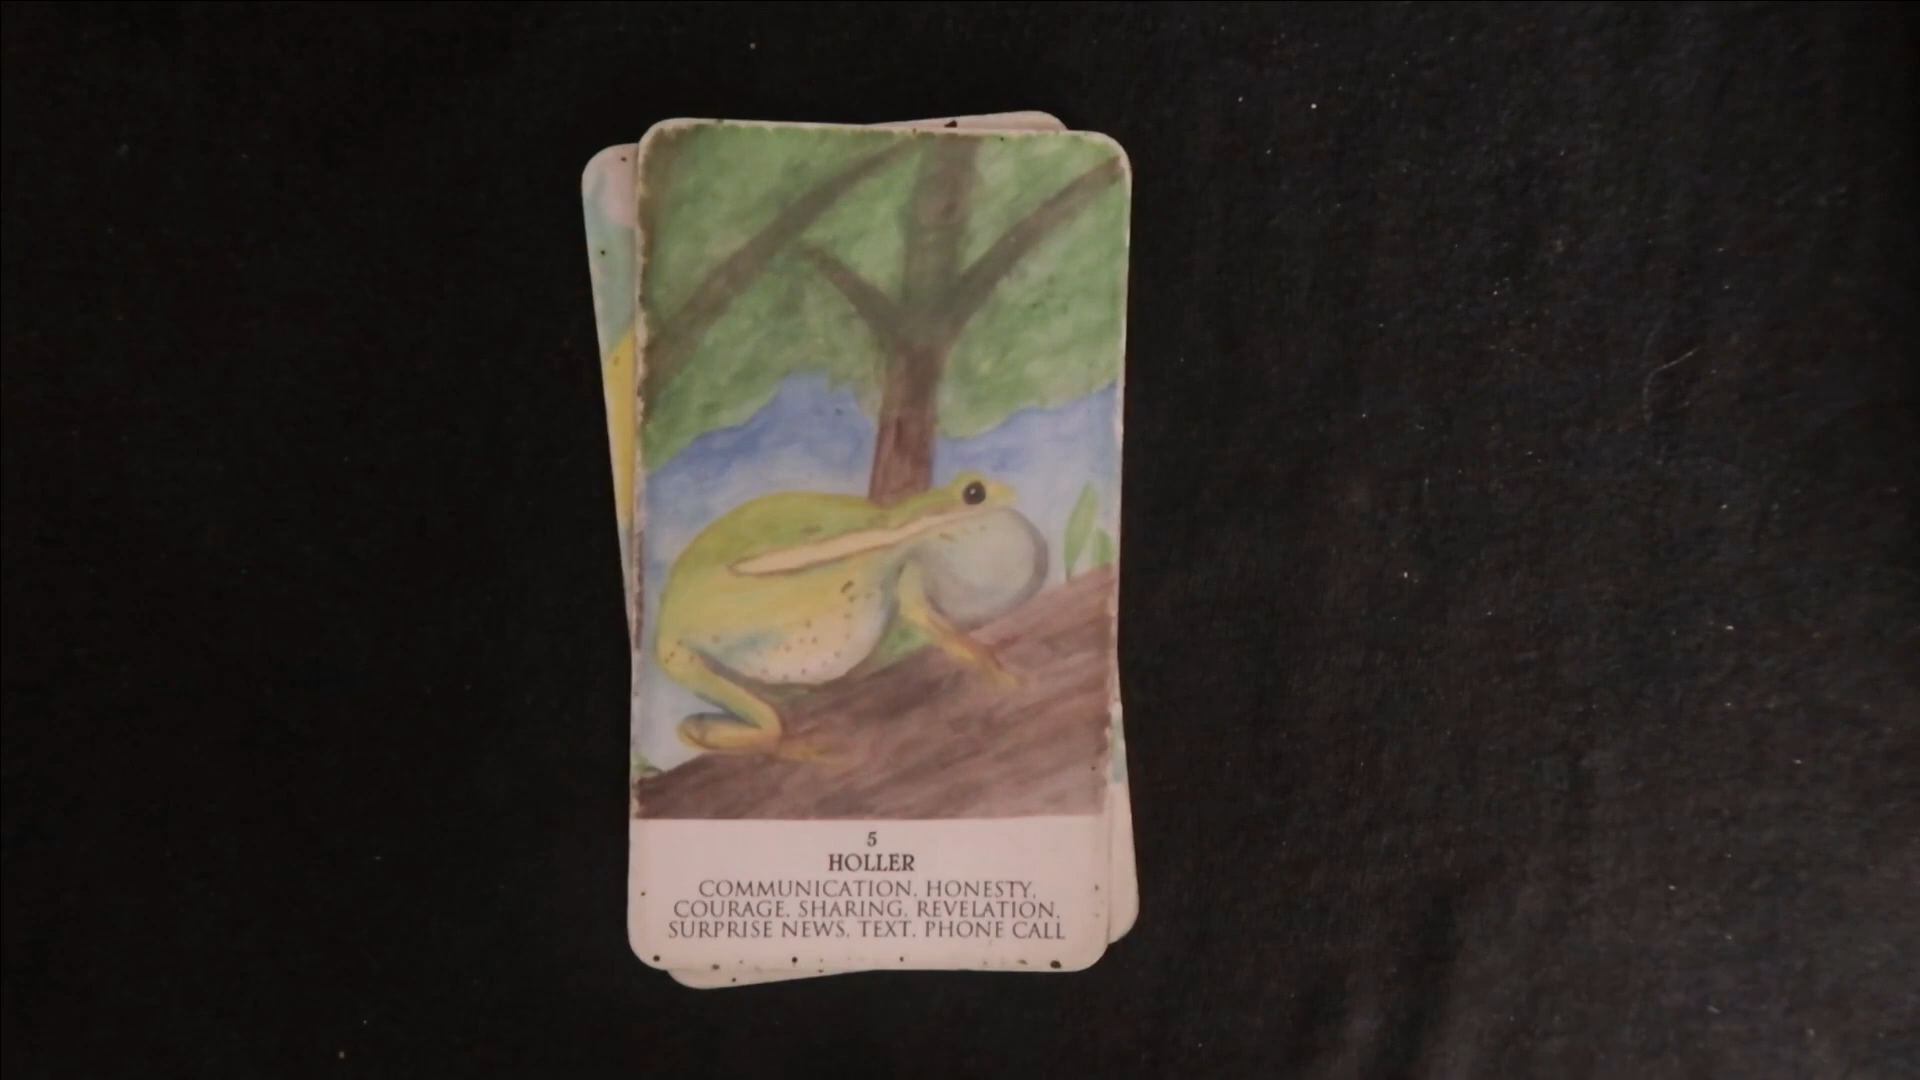 5
HOLLER
COMMUNICATION, HONESTY,
COURAGE, SHARING, REVELATION,
SURPRISE NEWS, TEXT, PHONE CALL